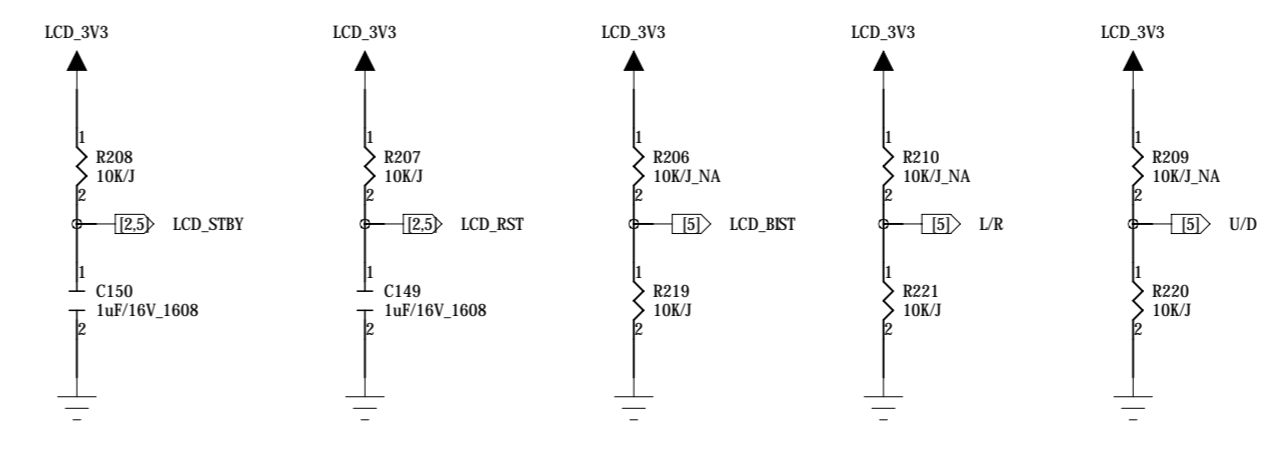 LCD_3V3
LCD_3V3
LCD_3V3
LCD_3V3
LCD_3V3
1
R208
10K/J
2
[2,5]
LCD_STBY
1
C150
1uF/16V_1608
2
1
R207
10K/J
2
[2,5]
LCD_RST
1
C149
1uF/16V_1608
2
1
R206
10K/J_NA
2
[5]
LCD_BIST
1
R219
10K/J
2
1
R210
10K/J_NA
2
[5]
L/R
1
R221
10K/J
2
1
R209
10K/J_NA
2
[5]
U/D
1
R220
10K/J
2